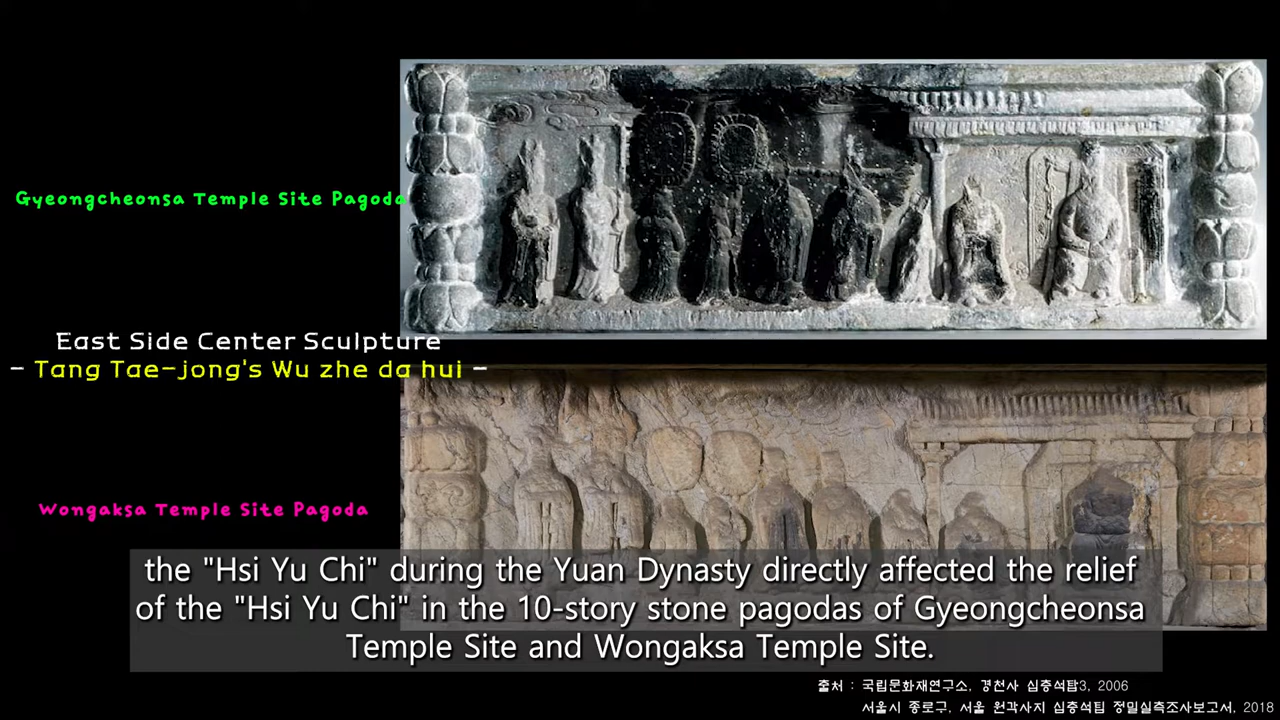 Gyeongcheonsa Temple Site Pagoda
East Side Center Sculpture
- Tang Tae-jong's Wu zhe da hui -
Wongaksa Temple Site Pagoda
the "Hsi Yu Chi" during the Yuan Dynasty directly affected the relief
of the "Hsi Yu Chi" in the 10-story stone pagodas of Gyeongcheonsa
Temple Site and Wongaksa Temple Site.
출처 : 국립문화재연구소, 경천사 십층석탑3, 2006
서울시 종로구, 서울 원각사지 십층석팁 정밀실측조사보고서, 2018